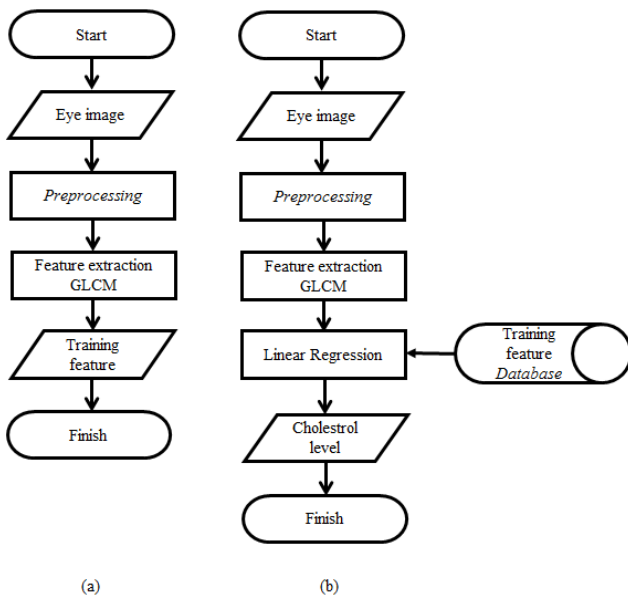 Start
Eye image
Preprocessing
Feature extraction
GLCM
Training
feature
Finish
(a)
Start
Eye image
Preprocessing
Feature extraction
GLCM
Linear Regression
Training
feature
Database
Cholestrol
level
Finish
(b)